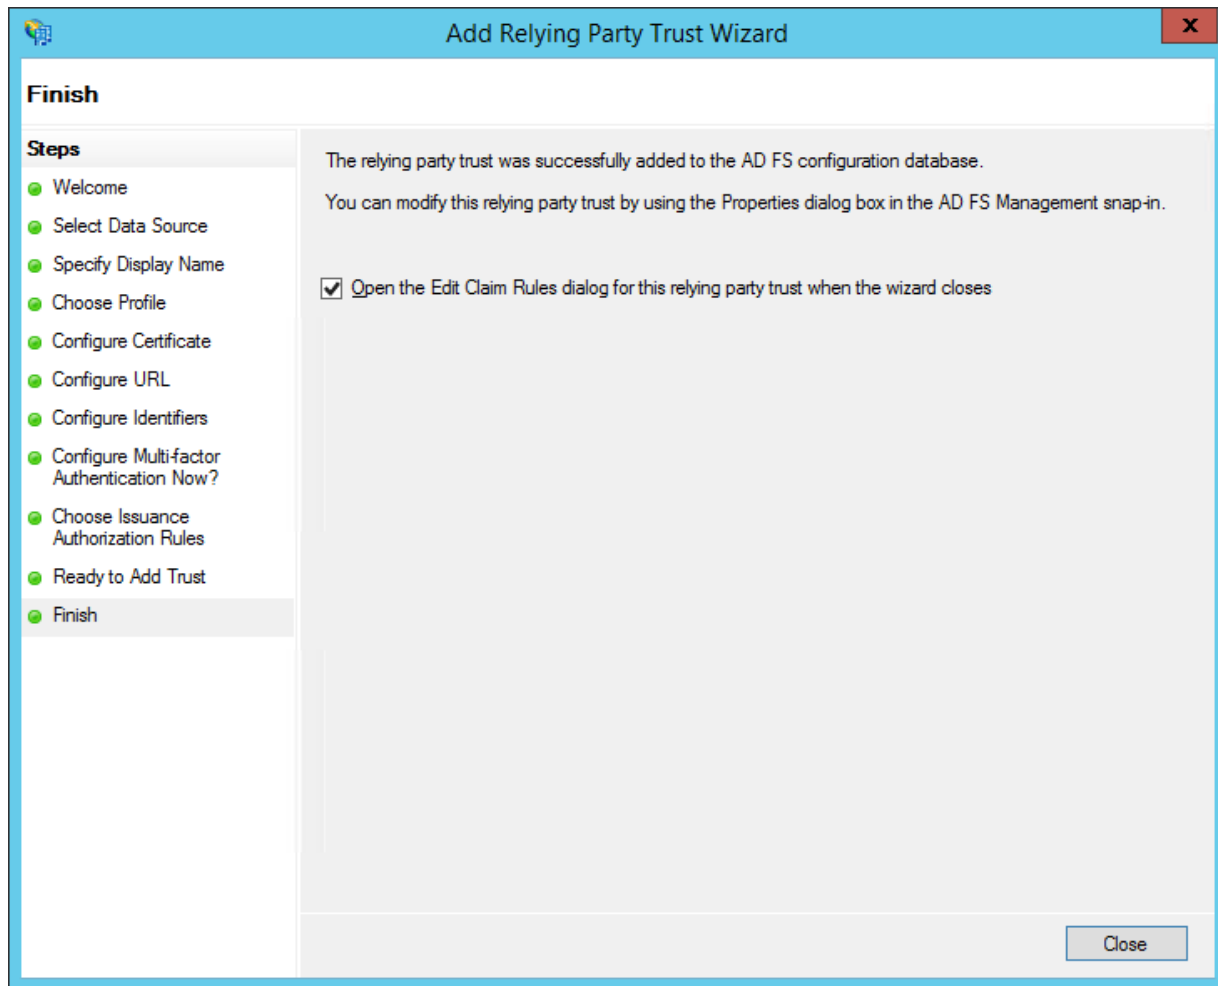 Add Relying Party Trust Wizard
X
Finish
Steps
Welcome
Select Data Source
Specify Display Name
Choose Profile
Configure Certificate
Configure URL
Configure Identifiers
Configure Multi-factor
Authentication Now?
Choose Issuance
Authorization Rules
Ready to Add Trust
Finish
The relying party trust was successfully added to the AD FS configuration database.
You can modify this relying party trust by using the Properties dialog box in the AD FS Management snap-in.
Open the Edit Claim Rules dialog for this relying party trust when the wizard closes
Close